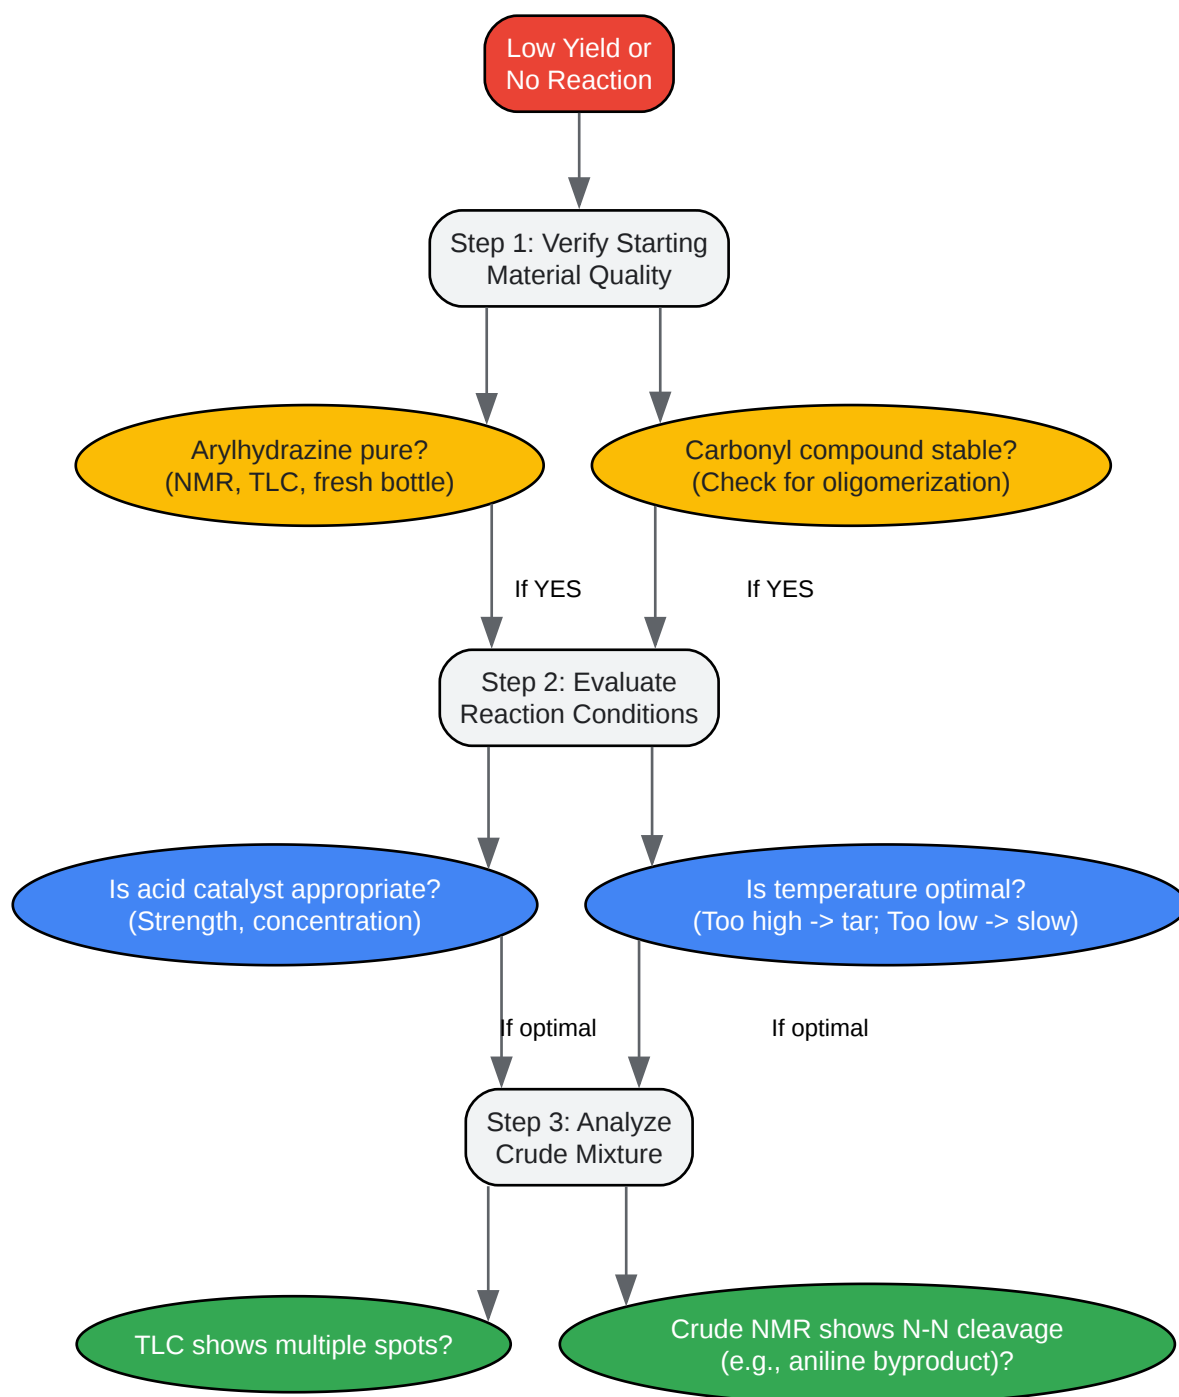 Low Yield or
No Reaction
Step 1: Verify Starting
Material Quality
Arylhydrazine pure?
(NMR, TLC, fresh bottle)
Carbonyl compound stable?
(Check for oligomerization)
If YES
If YES
Step 2: Evaluate
Reaction Conditions
Is acid catalyst appropriate?
(Strength, concentration)
Is temperature optimal?
(Too high -> tar; Too low -> slow)
If optimal
If optimal
Step 3: Analyze
Crude Mixture
TLC shows multiple spots?
Crude NMR shows N-N cleavage
(e.g., aniline byproduct)?